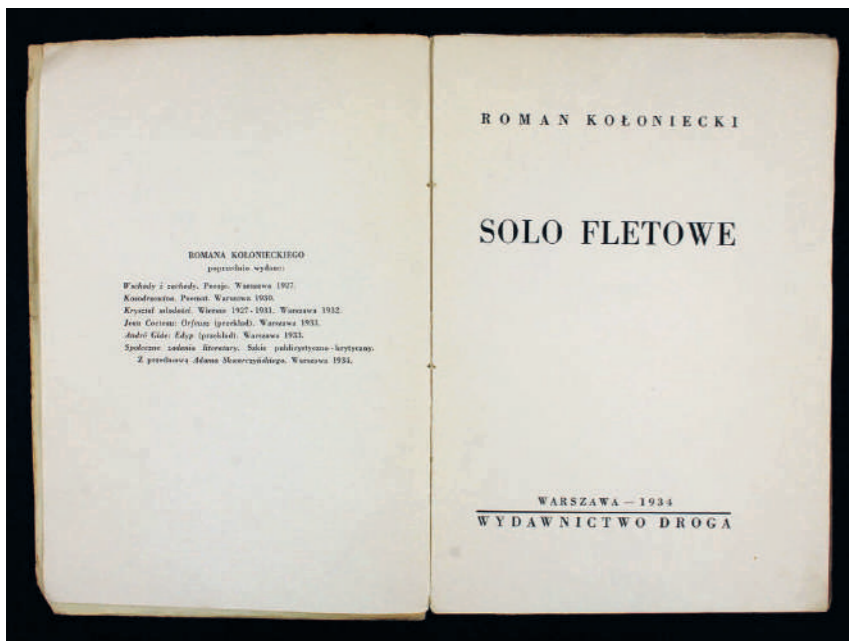 ROMANA KOŁONIECKIEGO
poprzednio wydano:
Wschody i zachody. Poezje. Warszawa 1927.
Poemat. Warszawa 1930.
Kryształ młodości. Wiersze 1927-1931. Warszawa 1932.
Jean Cocteau: Orfeusz (przekład). Warszawa 1933.
André Gide: Edyp (przekład). Warszawa 1933.
Społeczne zadania literatury. Szkic publicystyczno-krytyczny.
Z przedmową Adama Skwarczyńskiego. Warszawa 1934.
ROMAN KOŁONIECKI
SOLO FLETOWE
WARSZAWA — 1934
WYDAWNICTWO DROGA